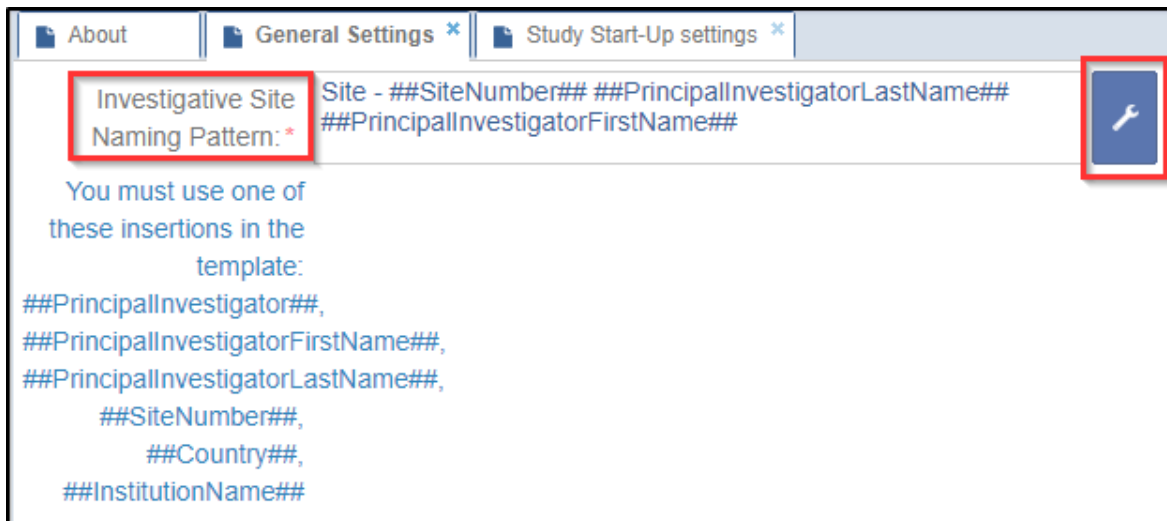 About
General Settings
Study Start-Up settings
Investigative Site
Naming Pattern: *
Site - ##SiteNumber## ##PrincipalInvestigatorLastName##
##PrincipalInvestigatorFirstName##
You must use one of
these insertions in the
template:
##PrincipalInvestigator##,
##PrincipalInvestigatorFirstName##,
##PrincipalInvestigatorLastName##,
##SiteNumber##,
##Country##,
##InstitutionName##